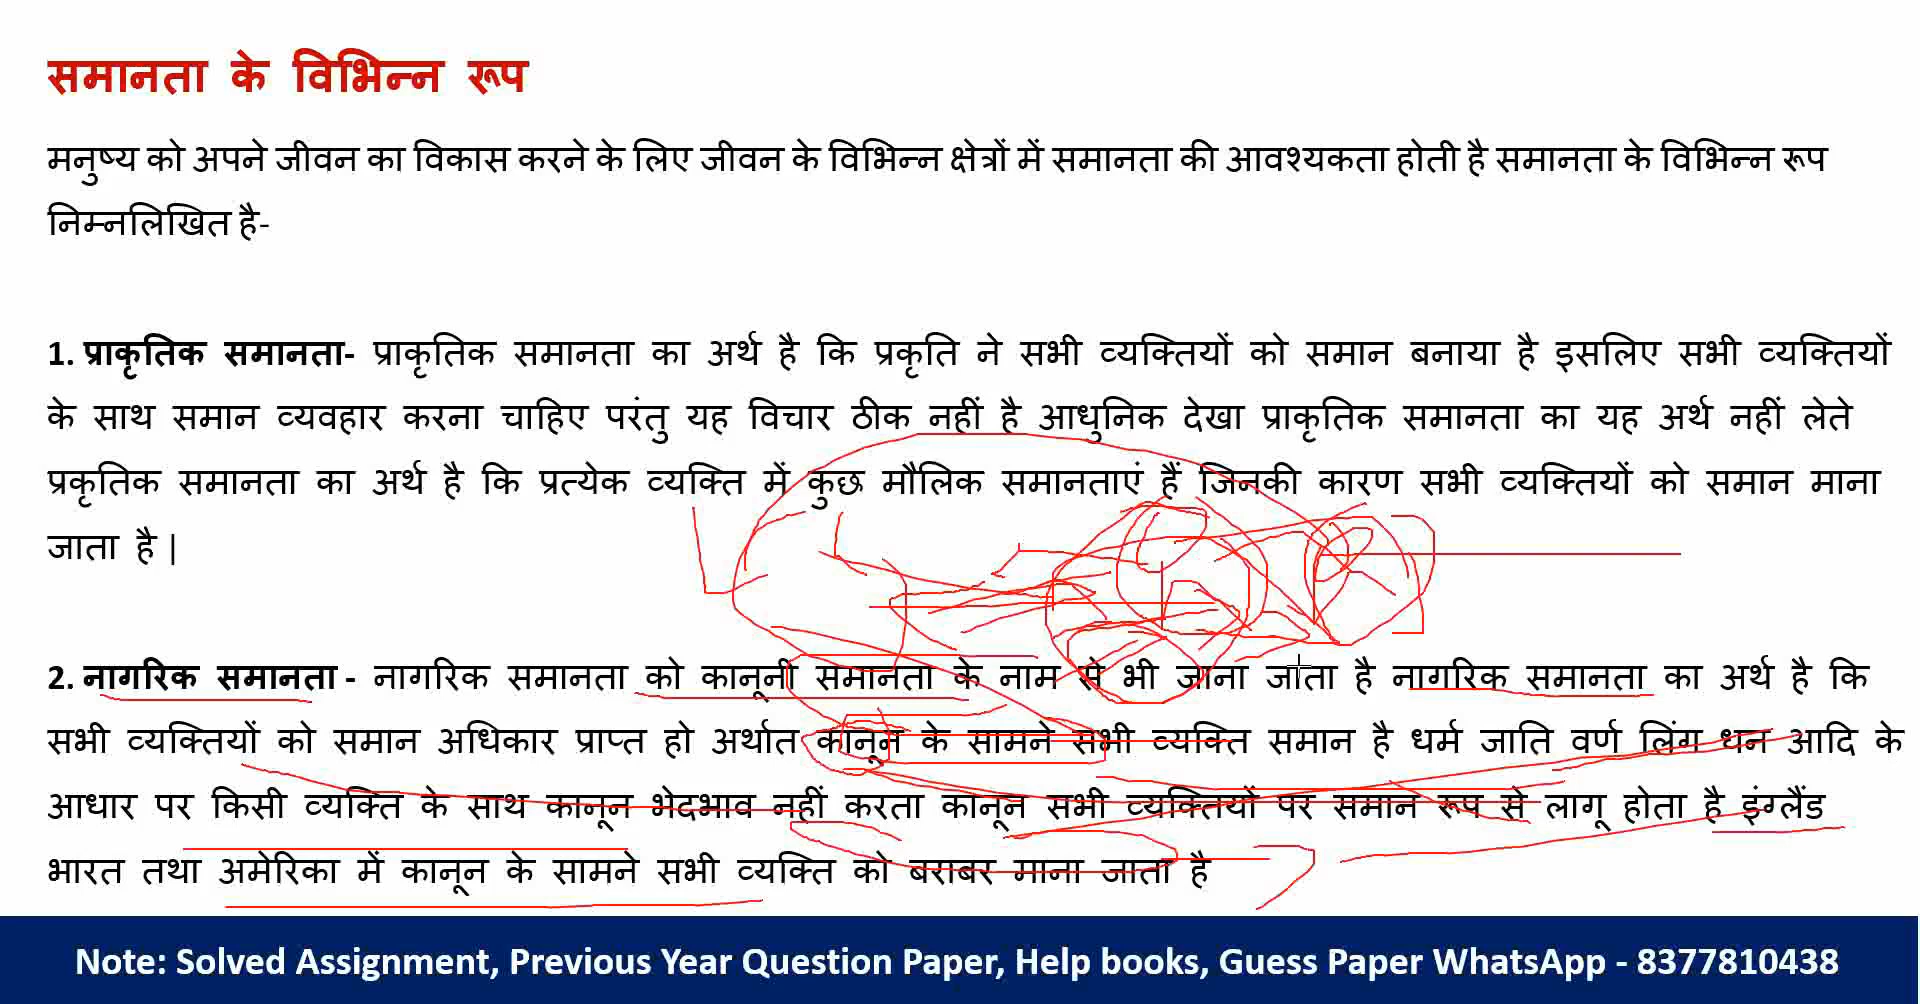 समानता के विभिन्न रूप
मनुष्य को अपने जीवन का विकास करने के लिए जीवन के विभिन्न क्षेत्रों में समानता की आवश्यकता होती है समानता के विभिन्न रूप
निम्नलिखित है-
1. प्राकृतिक समानता- प्राकृतिक समानता का अर्थ है कि प्रकृति ने सभी व्यक्तियों को समान बनाया है इसलिए सभी व्यक्तियों
के साथ समान व्यवहार करना चाहिए परंतु यह विचार ठीक नहीं है आधुनिक देखा प्राकृतिक समानता का यह अर्थ नहीं लेते
प्रकृतिक समानता का अर्थ है कि प्रत्येक व्यक्ति में कुछ मौलिक समानताएं हैं जिनकी कारण सभी व्यक्तियों को समान माना
जाता है |
2. नागरिक समानता - नागरिक समानता को कानूनी समानता के नाम से भी जाना जाता है नागरिक समानता का अर्थ है कि
सभी व्यक्तियों को समान अधिकार प्राप्त हो अर्थात कानून के सामने सभी व्यक्ति समान है धर्म जाति वर्ण लिंग धन आदि के
आधार पर किसी व्यक्ति के साथ कानून भेदभाव नहीं करता कानून सभी व्यक्तियों पर समान रूप से लागू होता है इंग्लैंड
भारत तथा अमेरिका में कानून के सामने सभी व्यक्ति को बराबर माना जाता है
Note: Solved Assignment, Previous Year Question Paper, Help books, Guess Paper WhatsApp - 8377810438